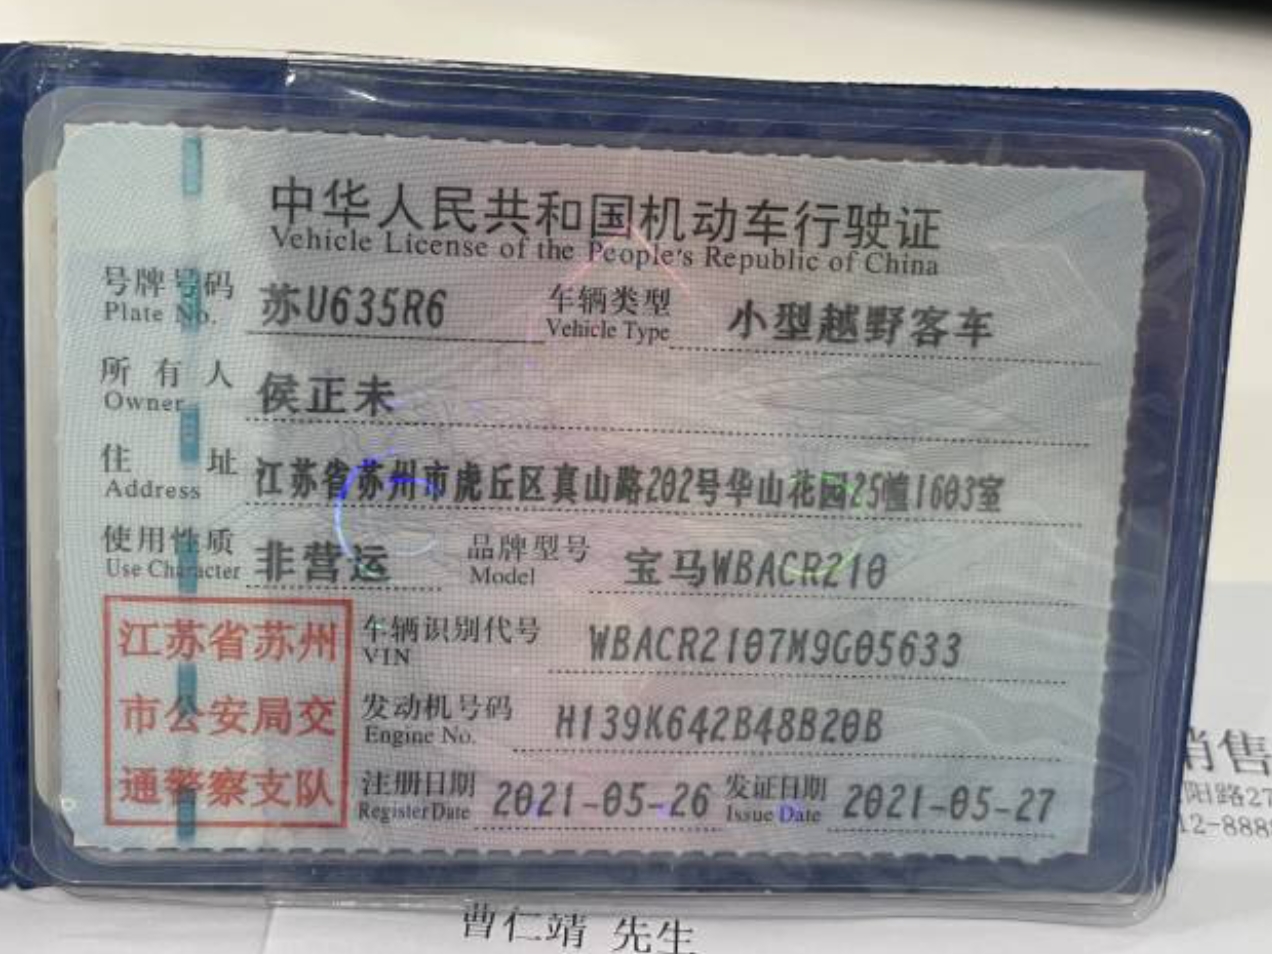 中华人民共和国机动车行驶证
Vehicle License of the People's Republic of China
号牌号码 苏U635R6 车辆类型 小型越野客车
Plate No. Vehicle Type
所有人 侯正未
Owner
住址 江苏省苏州市虎丘区真山路202号华山花园25幢1603室
Address
使用性质 非营运 品牌型号 宝马WBACR210
Use Character Model
江苏省苏州
市公安局交
通警察支队
车辆识别代号 WBACR2107M9G05633
VIN
发动机号码 H139K642B48B20B
Engine No.
注册日期 2021-05-26 发证日期 2021-05-27
Register Date Issue Date
销售
阳路27
12-888
曹仁靖 先生